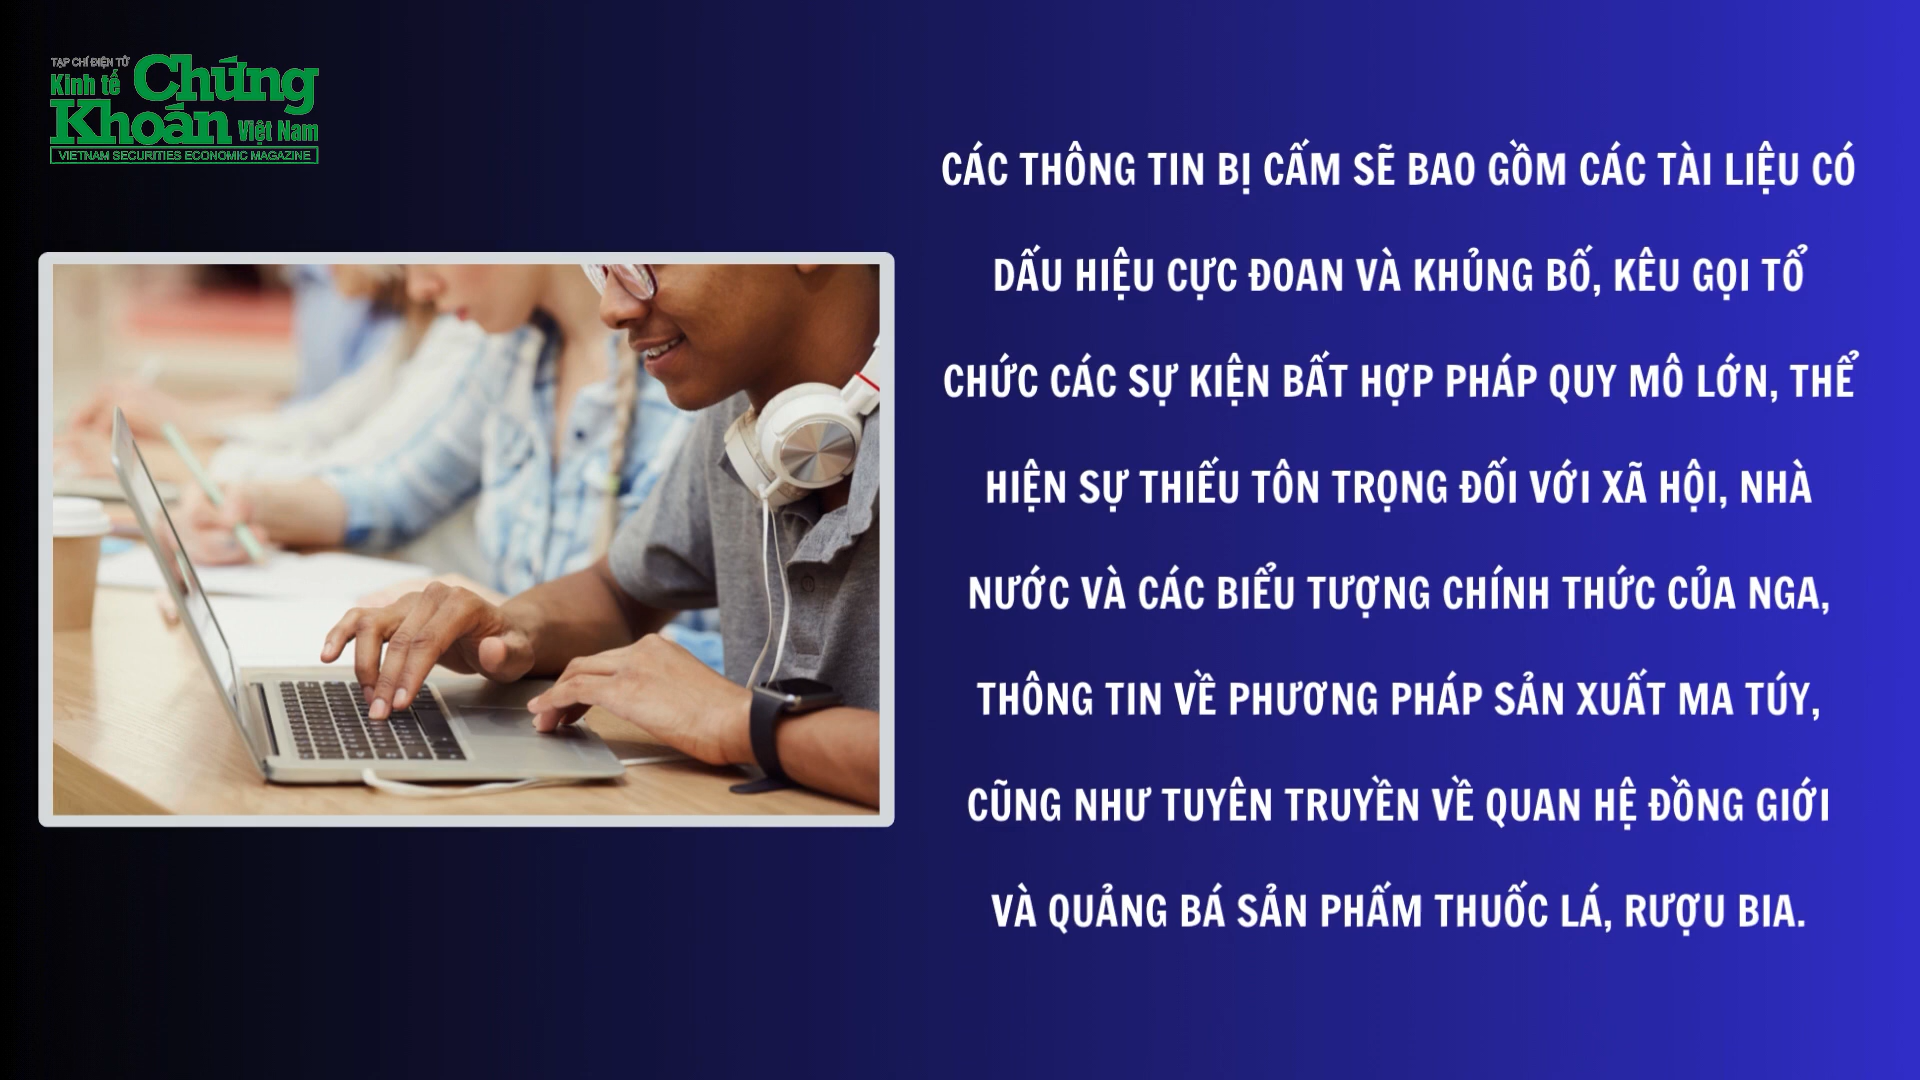 TẠP CHÍ ĐIỆN TỬ
Kinh tế Chứng
Khoán Việt Nam
VIETNAM SECURITIES ECONOMIC MAGAZINE
CÁC THÔNG TIN BỊ CẤM SẼ BAO GỒM CÁC TÀI LIỆU CÓ
DẤU HIỆU CỰC ĐOAN VÀ KHỦNG BỐ, KÊU GỌI TỔ
CHỨC CÁC SỰ KIỆN BẤT HỢP PHÁP QUY MÔ LỚN, THỂ
HIỆN SỰ THIẾU TÔN TRỌNG ĐỐI VỚI XÃ HỘI, NHÀ
NƯỚC VÀ CÁC BIỂU TƯỢNG CHÍNH THỨC CỦA NGA,
THÔNG TIN VỀ PHƯƠNG PHÁP SẢN XUẤT MA TÚY,
CŨNG NHƯ TUYÊN TRUYỀN VỀ QUAN HỆ ĐỒNG GIỚI
VÀ QUẢNG BÁ SẢN PHẨM THUỐC LÁ, RƯỢU BIA.